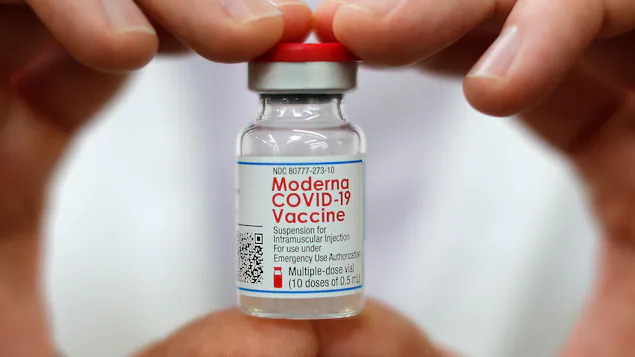 NDC 80777-273-10
Moderna
COVID-19
Vaccine
Suspension for
Intramuscular Injection
For use under
Emergency Use Authorization
Multiple-dose vial
(10 doses of 0.5 mL)